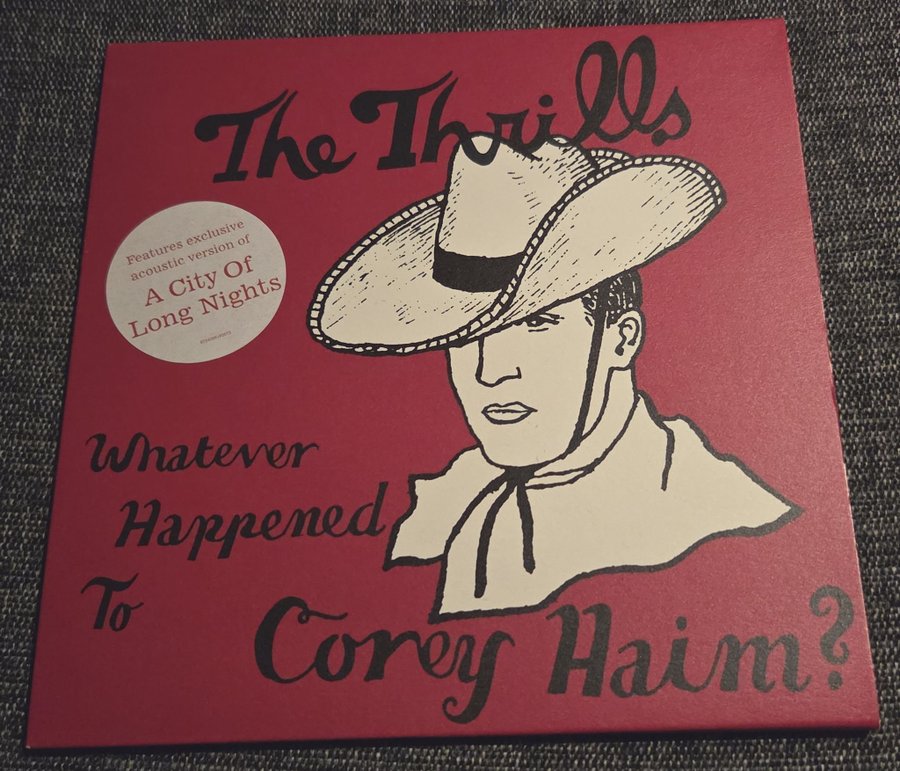 The Thrills
Features exclusive
acoustic version of
A City Of
Long Nights
Whatever
Happened
To
Corey Haim?